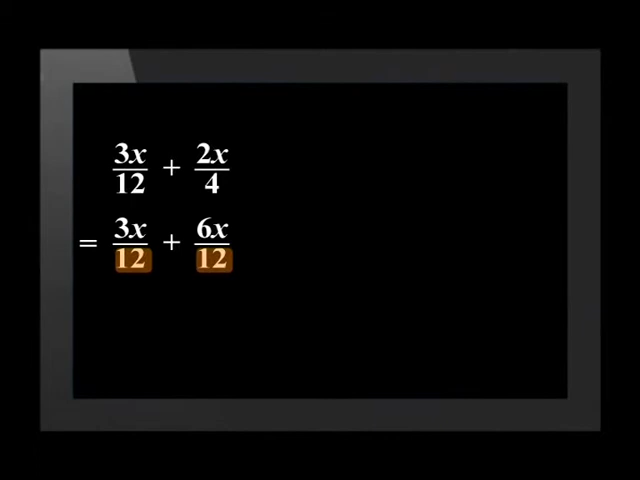 3x/12 + 2x/4
= 3x/12 + 6x/12